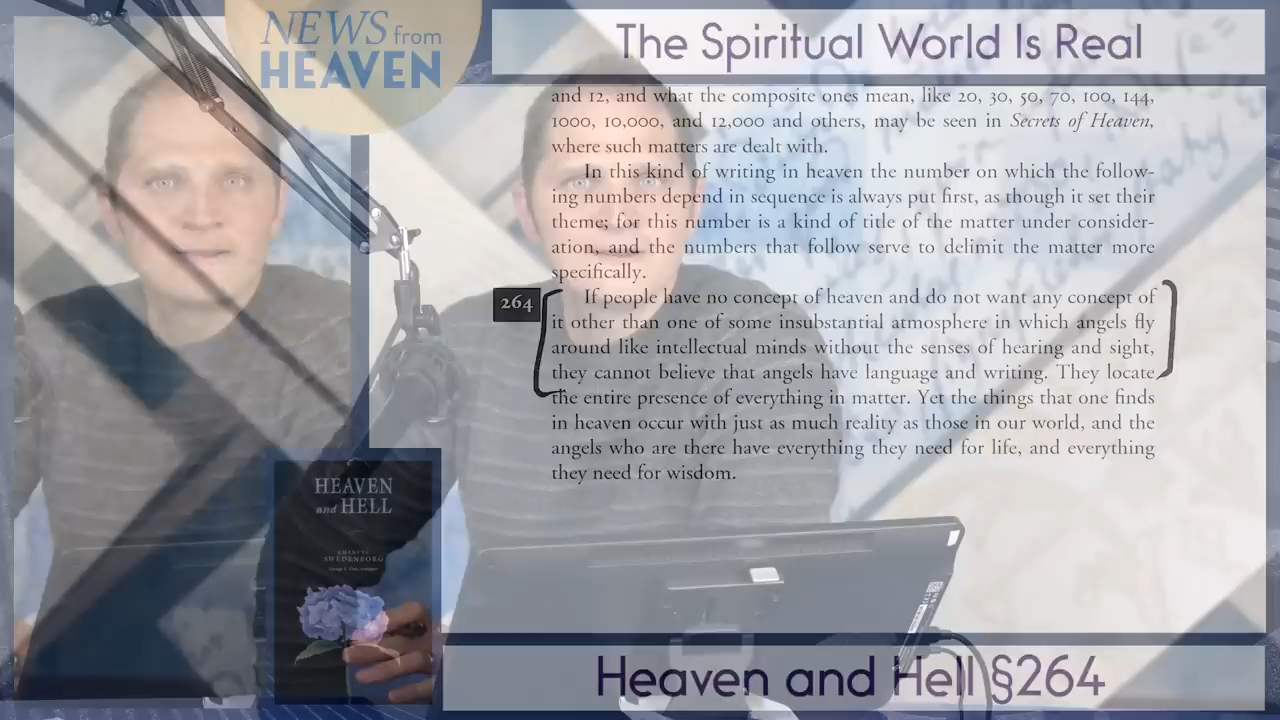 NEWS from
HEAVEN
The Spiritual World Is Real
and 12, and what the composite ones mean, like 20, 30, 50, 70, 100, 144,
1000, 10,000, and 12,000 and others, may be seen in Secrets of Heaven,
where such matters are dealt with.
In this kind of writing in heaven the number on which the follow-
ing numbers depend in sequence is always put first, as though it set their
theme; for this number is a kind of title of the matter under consider-
ation, and the numbers that follow serve to delimit the matter more
specifically.
264
If people have no concept of heaven and do not want any concept of
it other than one of some insubstantial atmosphere in which angels fly
around like intellectual minds without the senses of hearing and sight,
they cannot believe that angels have language and writing. They locate
the entire presence of everything in matter. Yet the things that one finds
in heaven occur with just as much reality as those in our world, and the
angels who are there have everything they need for life, and everything
they need for wisdom.
HEAVEN
and HELL
EMANUEL
SWEDENBORG
Heaven and Hell §264